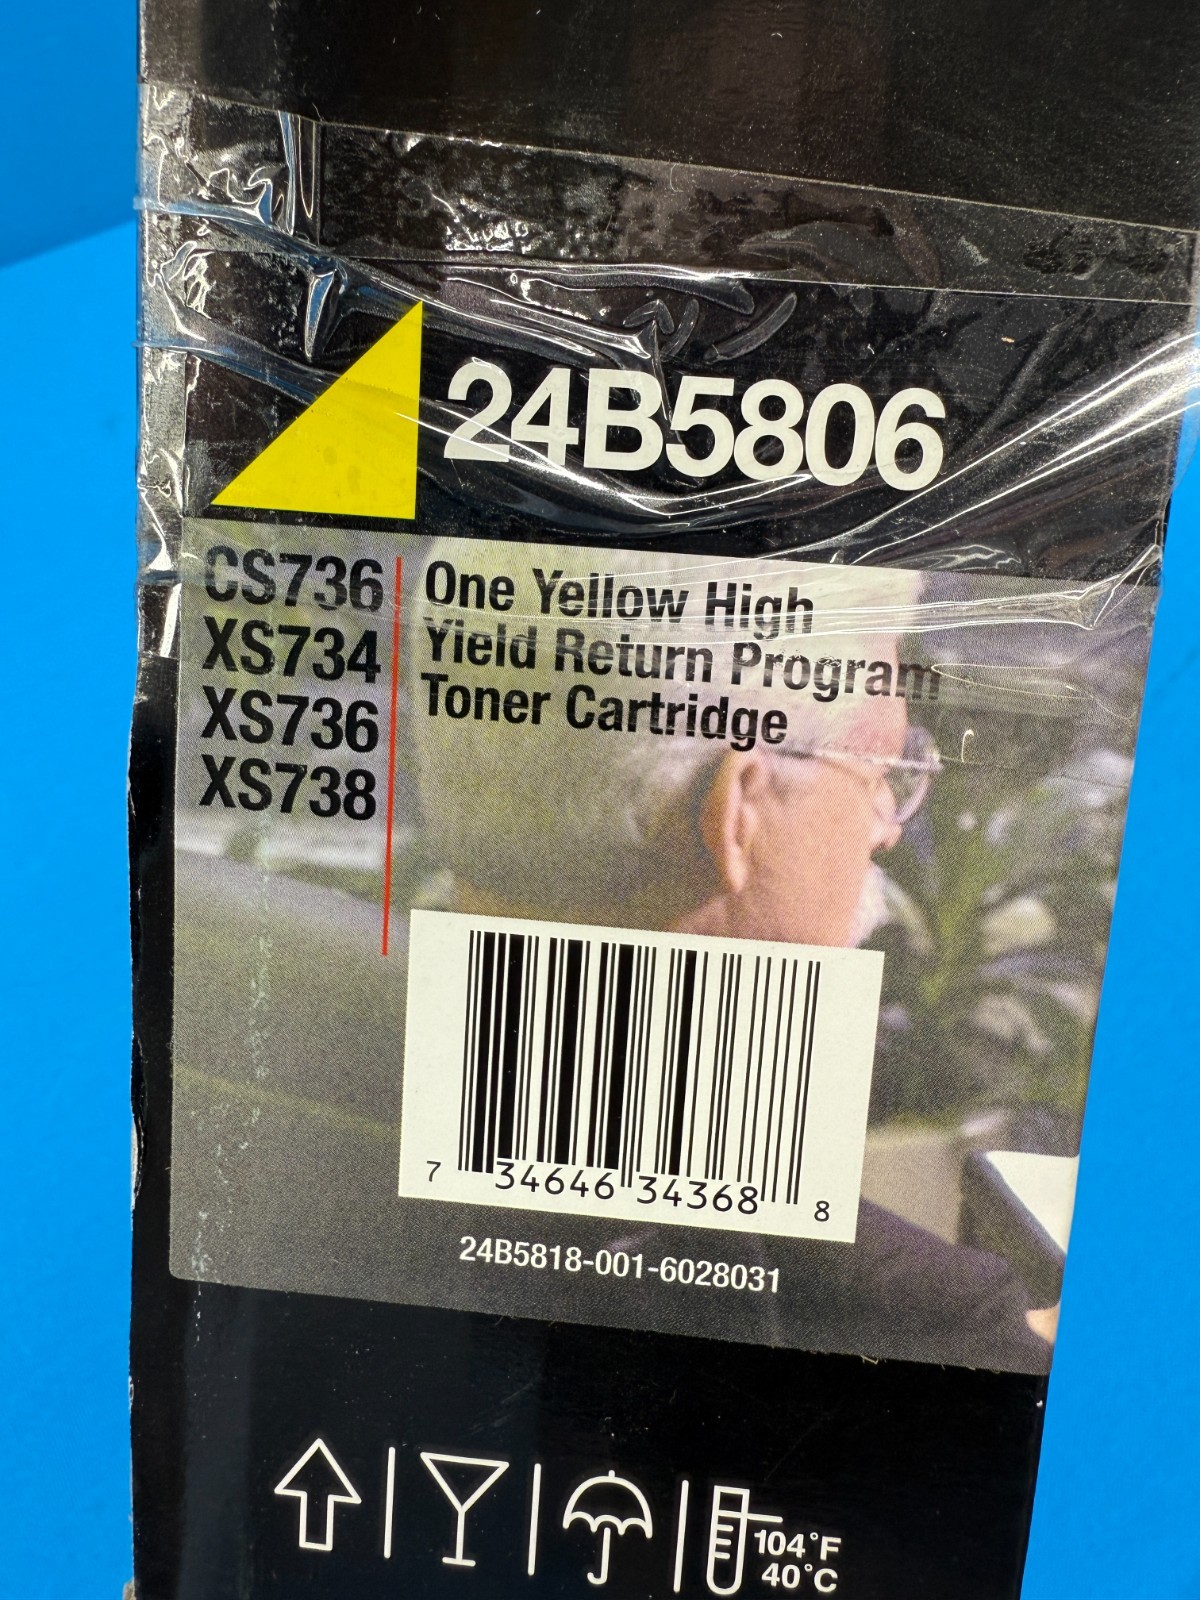 24B5806
CS736
XS734
XS736
XS738
One Yellow High
Yield Return Program
Toner Cartridge
7 34646 34368 8
24B5818-001-6028031
104°F
40°C